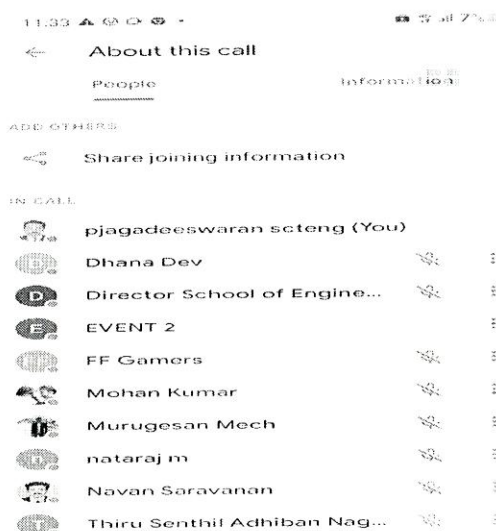 11:33
7%
About this call
People Information
ADD OTHERS
Share joining information
IN CALL
pjagadeeswaran scteng (You)
Dhana Dev
D Director School of Engine...
E EVENT 2
FF Gamers
Mohan Kumar
Murugesan Mech
n nataraj m
Navan Saravanan
T Thiru Senthil Adhiban Nag...